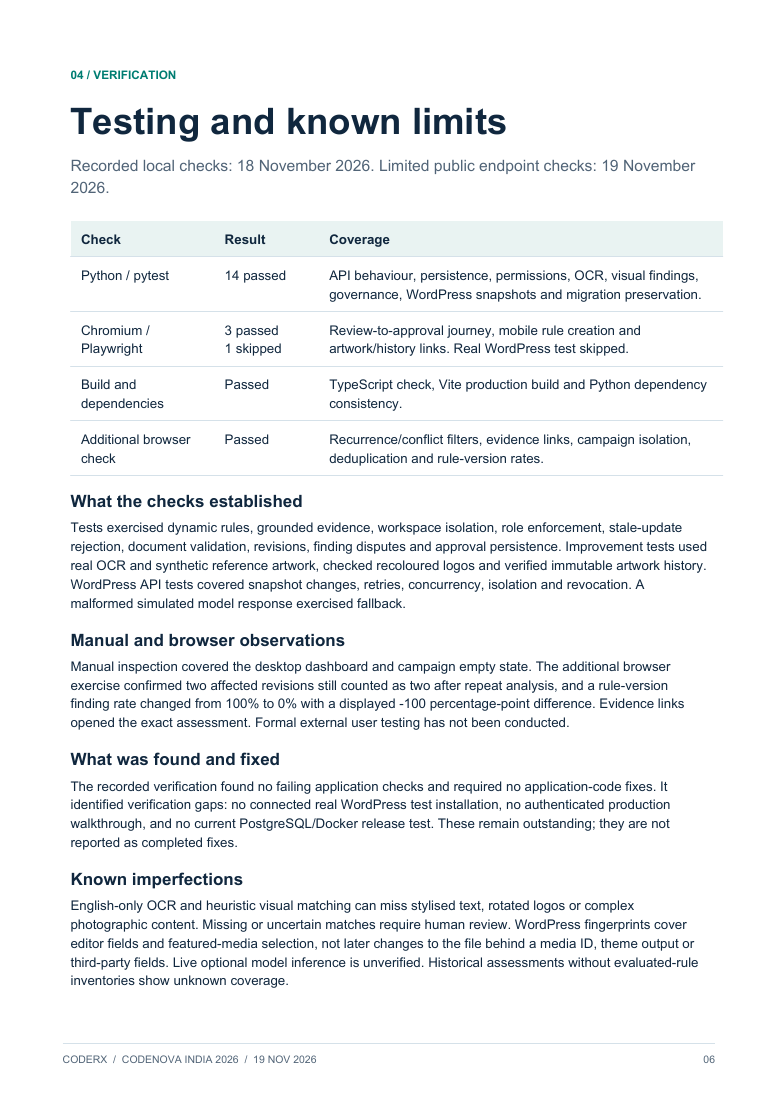 04 / VERIFICATION
Testing and known limits
Recorded local checks: 18 November 2026. Limited public endpoint checks: 19 November
2026.
Check Result Coverage
Python / pytest 14 passed API behaviour, persistence, permissions, OCR, visual findings,
governance, WordPress snapshots and migration preservation.
Chromium / 3 passed Review-to-approval journey, mobile rule creation and
Playwright 1 skipped artwork/history links. Real WordPress test skipped.
Build and Passed TypeScript check, Vite production build and Python dependency
dependencies consistency.
Additional browser Passed Recurrence/conflict filters, evidence links, campaign isolation,
check deduplication and rule-version rates.
What the checks established
Tests exercised dynamic rules, grounded evidence, workspace isolation, role enforcement, stale-update
rejection, document validation, revisions, finding disputes and approval persistence. Improvement tests used
real OCR and synthetic reference artwork, checked recoloured logos and verified immutable artwork history.
WordPress API tests covered snapshot changes, retries, concurrency, isolation and revocation. A
malformed simulated model response exercised fallback.
Manual and browser observations
Manual inspection covered the desktop dashboard and campaign empty state. The additional browser
exercise confirmed two affected revisions still counted as two after repeat analysis, and a rule-version
finding rate changed from 100% to 0% with a displayed -100 percentage-point difference. Evidence links
opened the exact assessment. Formal external user testing has not been conducted.
What was found and fixed
The recorded verification found no failing application checks and required no application-code fixes. It
identified verification gaps: no connected real WordPress test installation, no authenticated production
walkthrough, and no current PostgreSQL/Docker release test. These remain outstanding; they are not
reported as completed fixes.
Known imperfections
English-only OCR and heuristic visual matching can miss stylised text, rotated logos or complex
photographic content. Missing or uncertain matches require human review. WordPress fingerprints cover
editor fields and featured-media selection, not later changes to the file behind a media ID, theme output or
third-party fields. Live optional model inference is unverified. Historical assessments without evaluated-rule
inventories show unknown coverage.
CODERX / CODENOVA INDIA 2026 / 19 NOV 2026 06